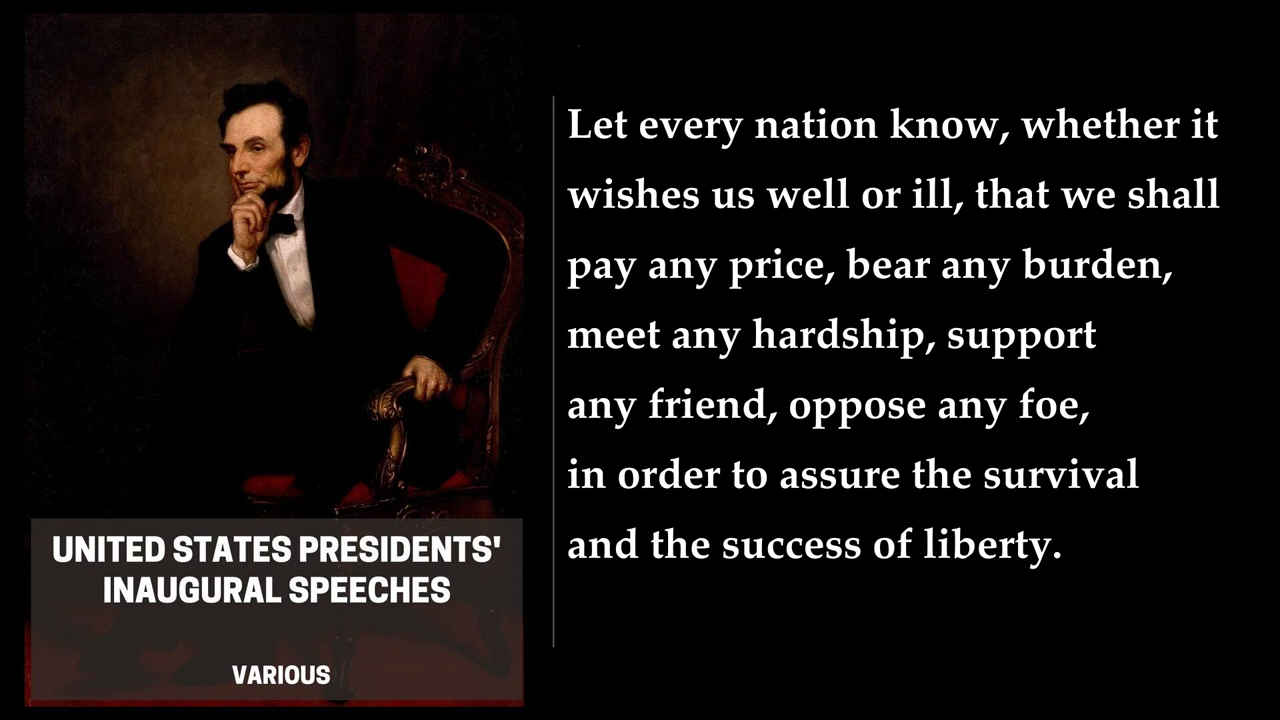 UNITED STATES PRESIDENTS'
INAUGURAL SPEECHES
VARIOUS
Let every nation know, whether it
wishes us well or ill, that we shall
pay any price, bear any burden,
meet any hardship, support
any friend, oppose any foe,
in order to assure the survival
and the success of liberty.